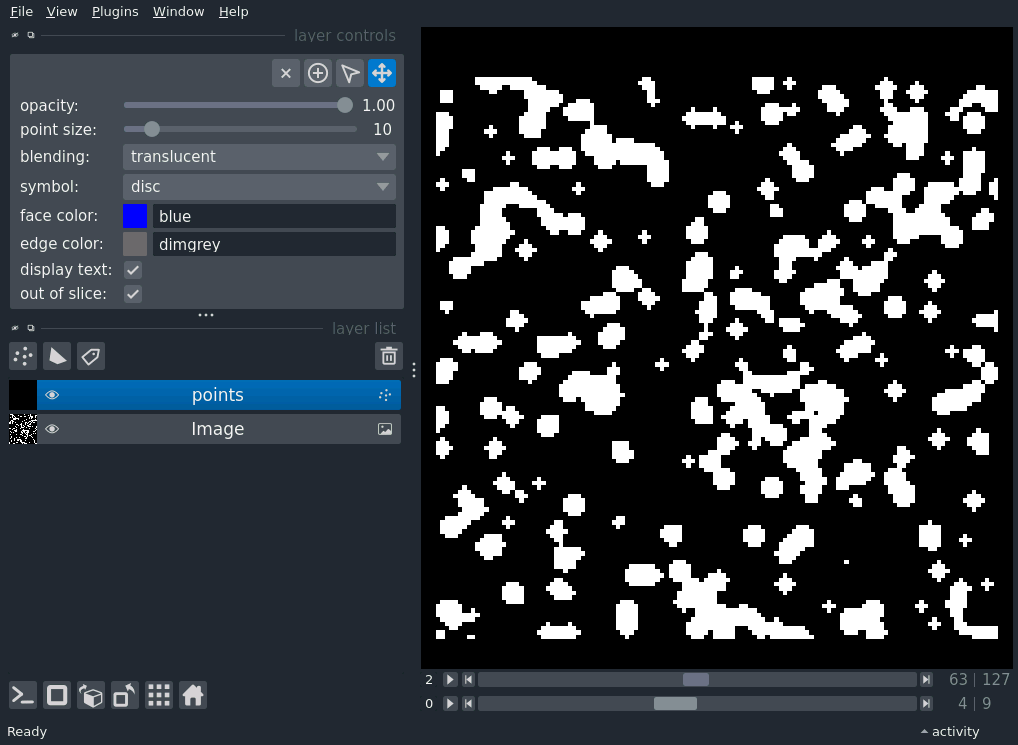 File View Plugins Window Help
layer controls
opacity: 1.00
point size: 10
blending: translucent
symbol: disc
face color: blue
edge color: dimgrey
display text:
out of slice:
layer list
points
Image
2 63 | 127
0 4 | 9
Ready activity